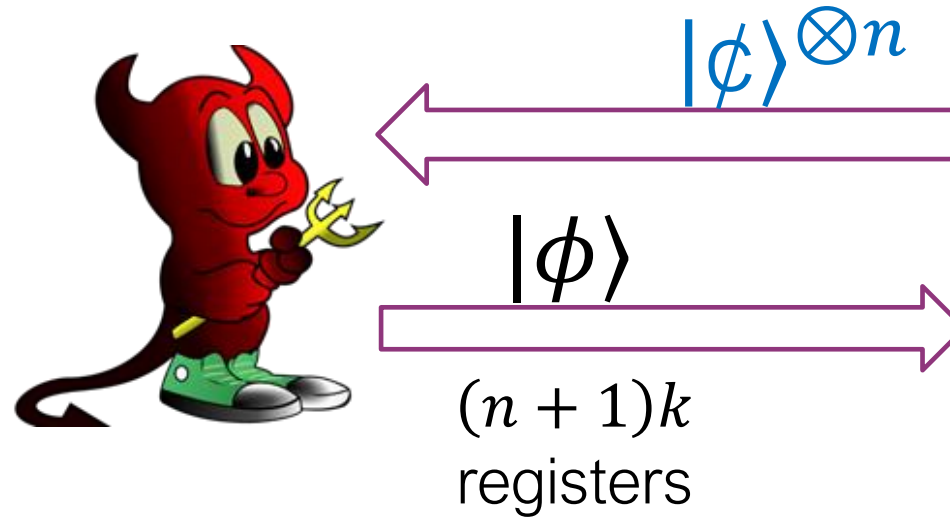 |₵⟩^{⊗n}
|ϕ⟩
(n + 1)k
registers